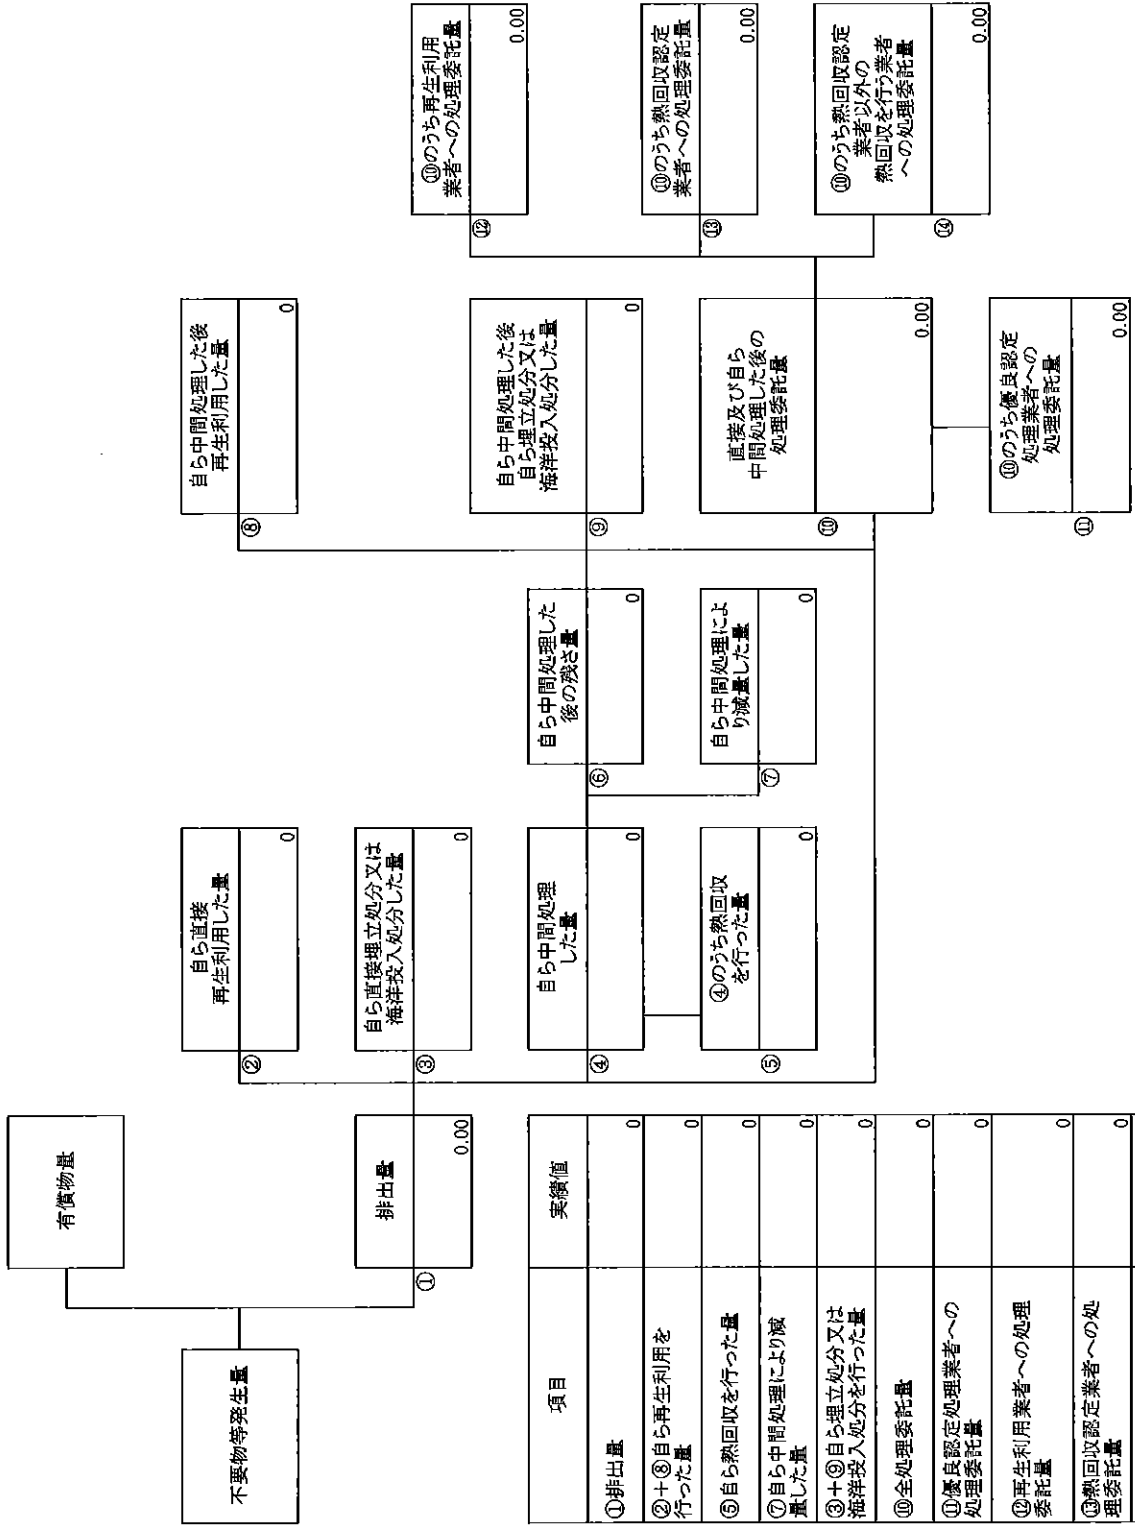 不要物等発生量
有償物量
①
排出量
0.00
②
自ら直接
再生利用した量
0
③
自ら直接埋立処分又は
海洋投入処分した量
0
④
自ら中間処理
した量
0
⑤
④のうち熱回収
を行った量
0
⑥
自ら中間処理した
後の残さ量
0
⑦
自ら中間処理によ
り減量した量
0
⑧
自ら中間処理した後
再生利用した量
0
⑨
自ら中間処理した後
自ら埋立処分又は
海洋投入処分した量
0
⑩
直接及び自ら
中間処理した後の
処理委託量
0.00
⑪
⑩のうち優良認定
処理業者への
処理委託量
0.00
⑫
⑩のうち再生利用
業者への処理委託量
0.00
⑬
⑩のうち熱回収認定
業者への処理委託量
0.00
⑭
⑩のうち熱回収認定
業者以外の
熱回収を行う業者
への処理委託量
0.00
項目
実績値
①排出量
0
②+⑧自ら再生利用を
行った量
0
⑤自ら熱回収を行った量
0
⑦自ら中間処理により減
量した量
0
③+⑨自ら埋立処分又は
海洋投入処分を行った量
0
⑩全処理委託量
0
⑪優良認定処理業者への
処理委託量
0
⑫再生利用業者への処理
委託量
0
⑬熱回収認定業者への処
理委託量
0